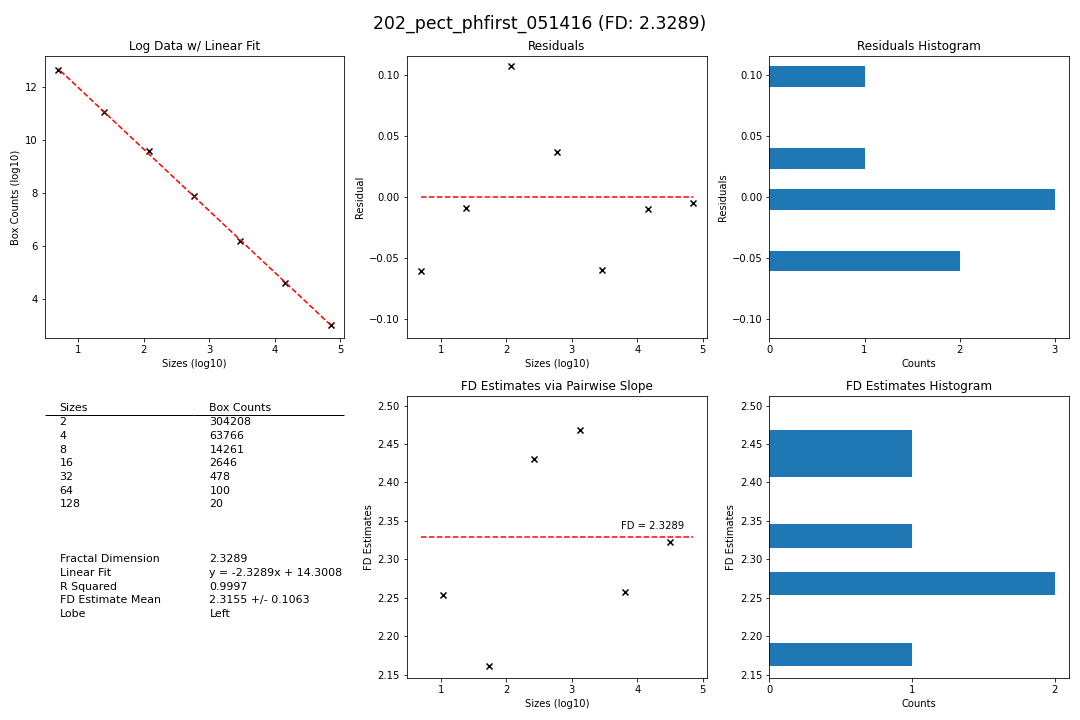 202_pect_phfirst_051416 (FD: 2.3289)
Log Data w/ Linear Fit
12
10
8
6
4
Box Counts (log10)
1 2 3 4 5
Sizes (log10)
Residuals
0.10
0.05
0.00
−0.05
−0.10
Residual
1 2 3 4 5
Sizes (log10)
Residuals Histogram
0.10
0.05
0.00
−0.05
−0.10
Residuals
0 1 2 3
Counts
Sizes Box Counts
2 304208
4 63766
8 14261
16 2646
32 478
64 100
128 20
Fractal Dimension 2.3289
Linear Fit y = -2.3289x + 14.3008
R Squared 0.9997
FD Estimate Mean 2.3155 +/- 0.1063
Lobe Left
FD Estimates via Pairwise Slope
2.50
2.45
2.40
2.35
2.30
2.25
2.20
2.15
FD Estimates
FD = 2.3289
1 2 3 4 5
Sizes (log10)
FD Estimates Histogram
2.50
2.45
2.40
2.35
2.30
2.25
2.20
2.15
FD Estimates
0 1 2
Counts